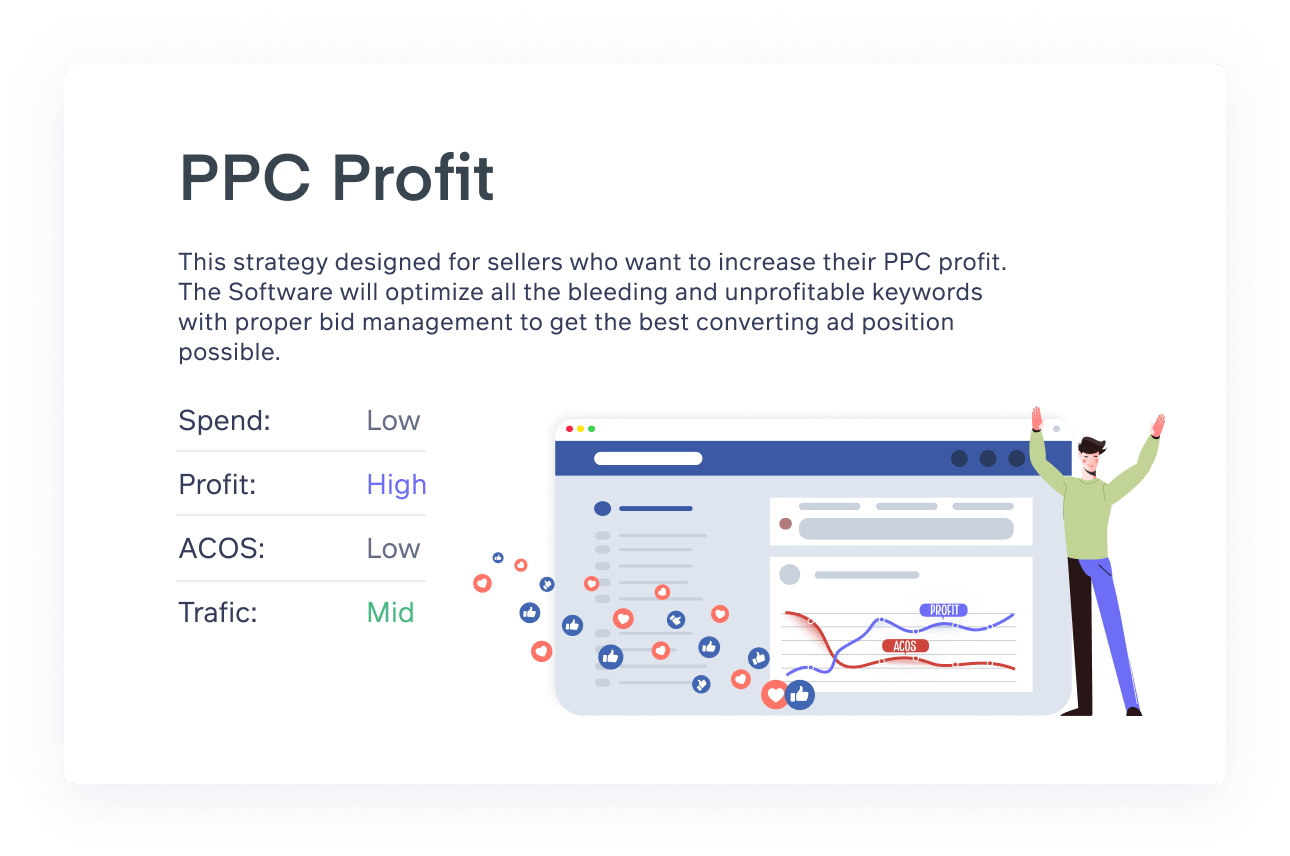 PPC Profit
This strategy designed for sellers who want to increase their PPC profit.
The Software will optimize all the bleeding and unprofitable keywords
with proper bid management to get the best converting ad position
possible.
Spend: Low
Profit: High
ACOS: Low
Trafic: Mid
PROFIT
ACOS